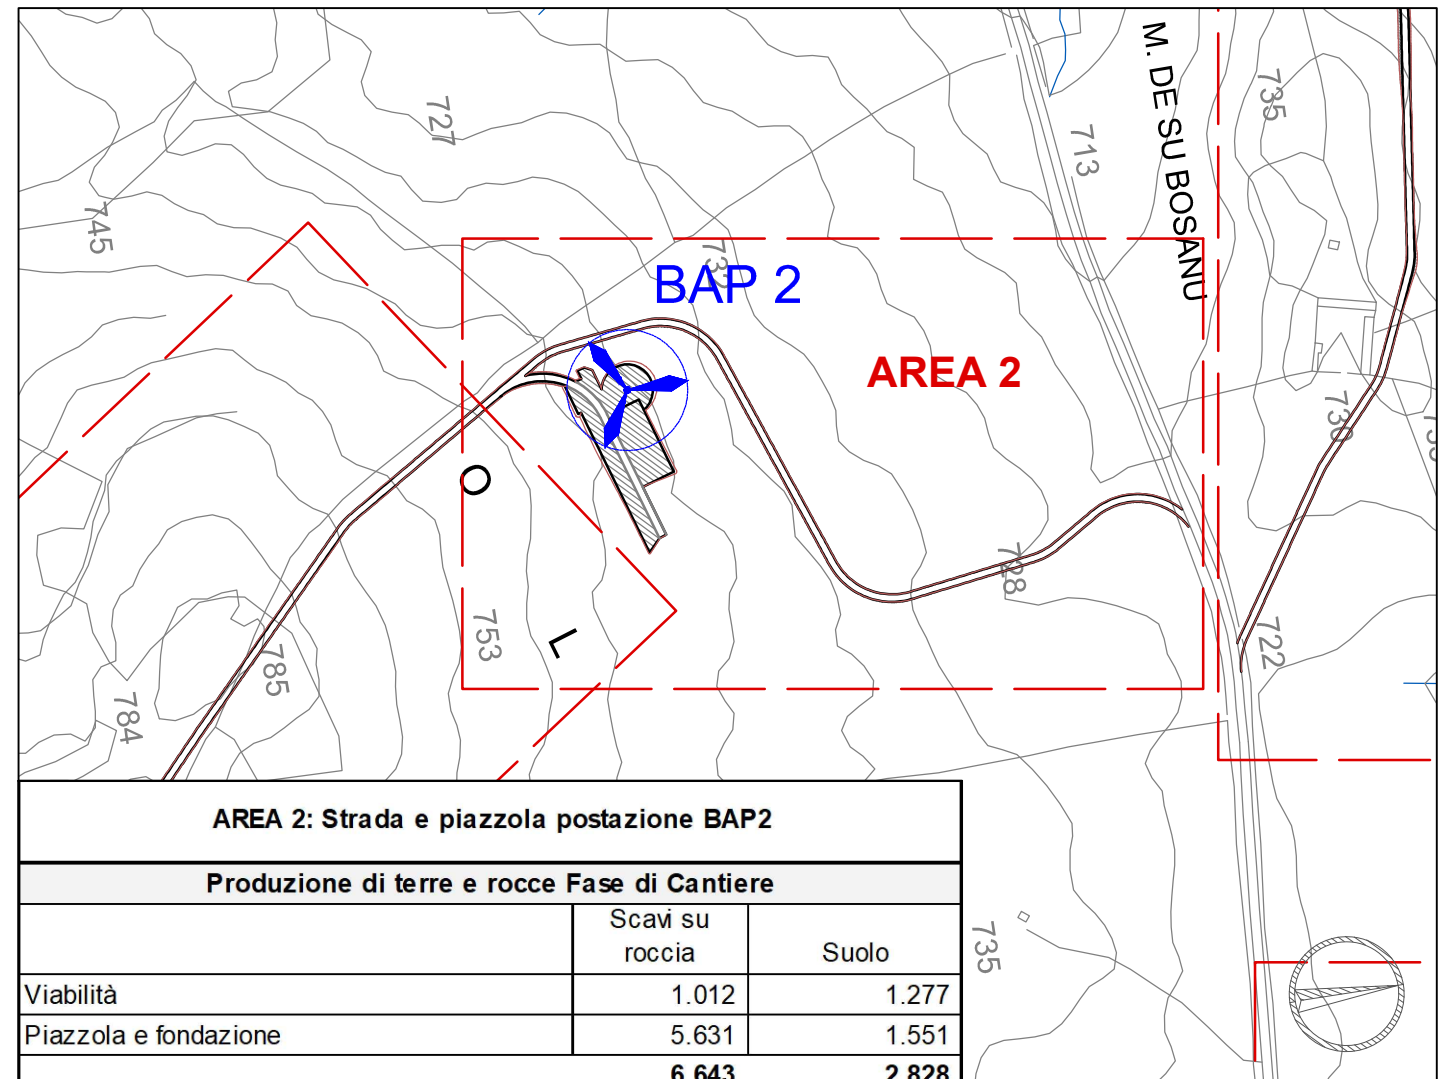 727
745
732
BAP 2
AREA 2
713
M. DE SU BOSANU
735
730
O
L
753
785
784
728
722
735
AREA 2: Strada e piazzola postazione BAP2
Produzione di terre e rocce Fase di Cantiere
Scavi su
roccia
Suolo
Viabilità 1.012 1.277
Piazzola e fondazione 5.631 1.551
6.643 2.828